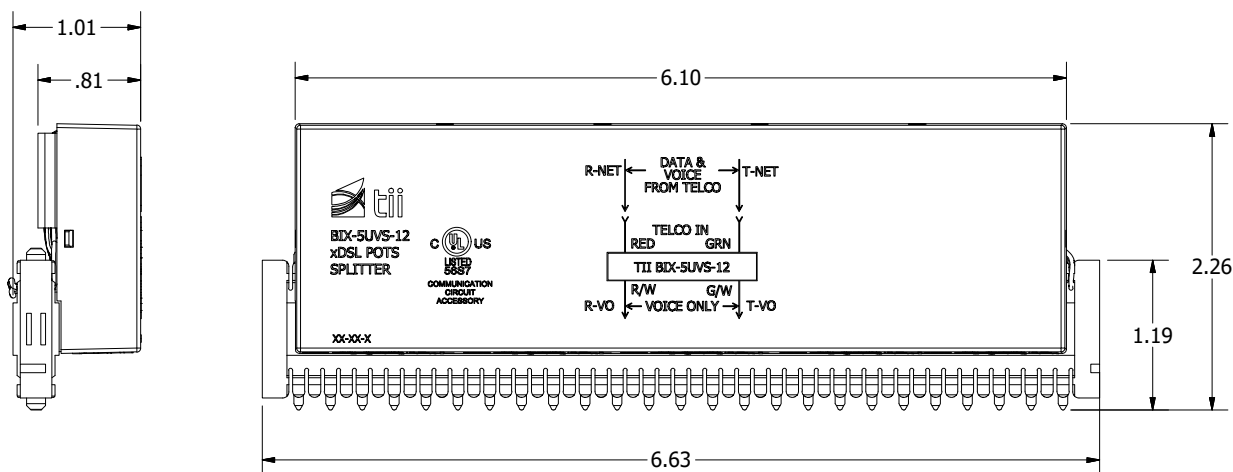 1.01
.81
6.10
2.26
1.19
6.63
tii
BIX-5UVS-12
xDSL POTS
SPLITTER
C UL US
LISTED
56S7
COMMUNICATION
CIRCUIT
ACCESSORY
XX-XX-X
R-NET DATA & T-NET
VOICE
FROM TELCO
TELCO IN
RED GRN
TII BIX-5UVS-12
R/W G/W
R-VO VOICE ONLY T-VO